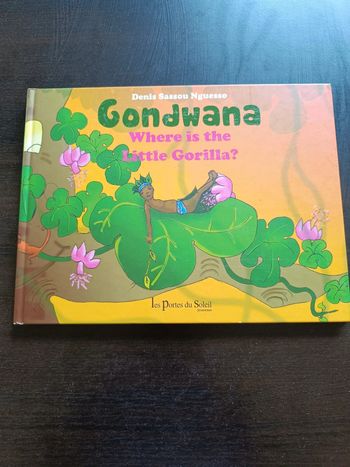 Denis Sassou Nguesso
Gondwana
Where is the
Little Gorilla?
les Portes du Soleil